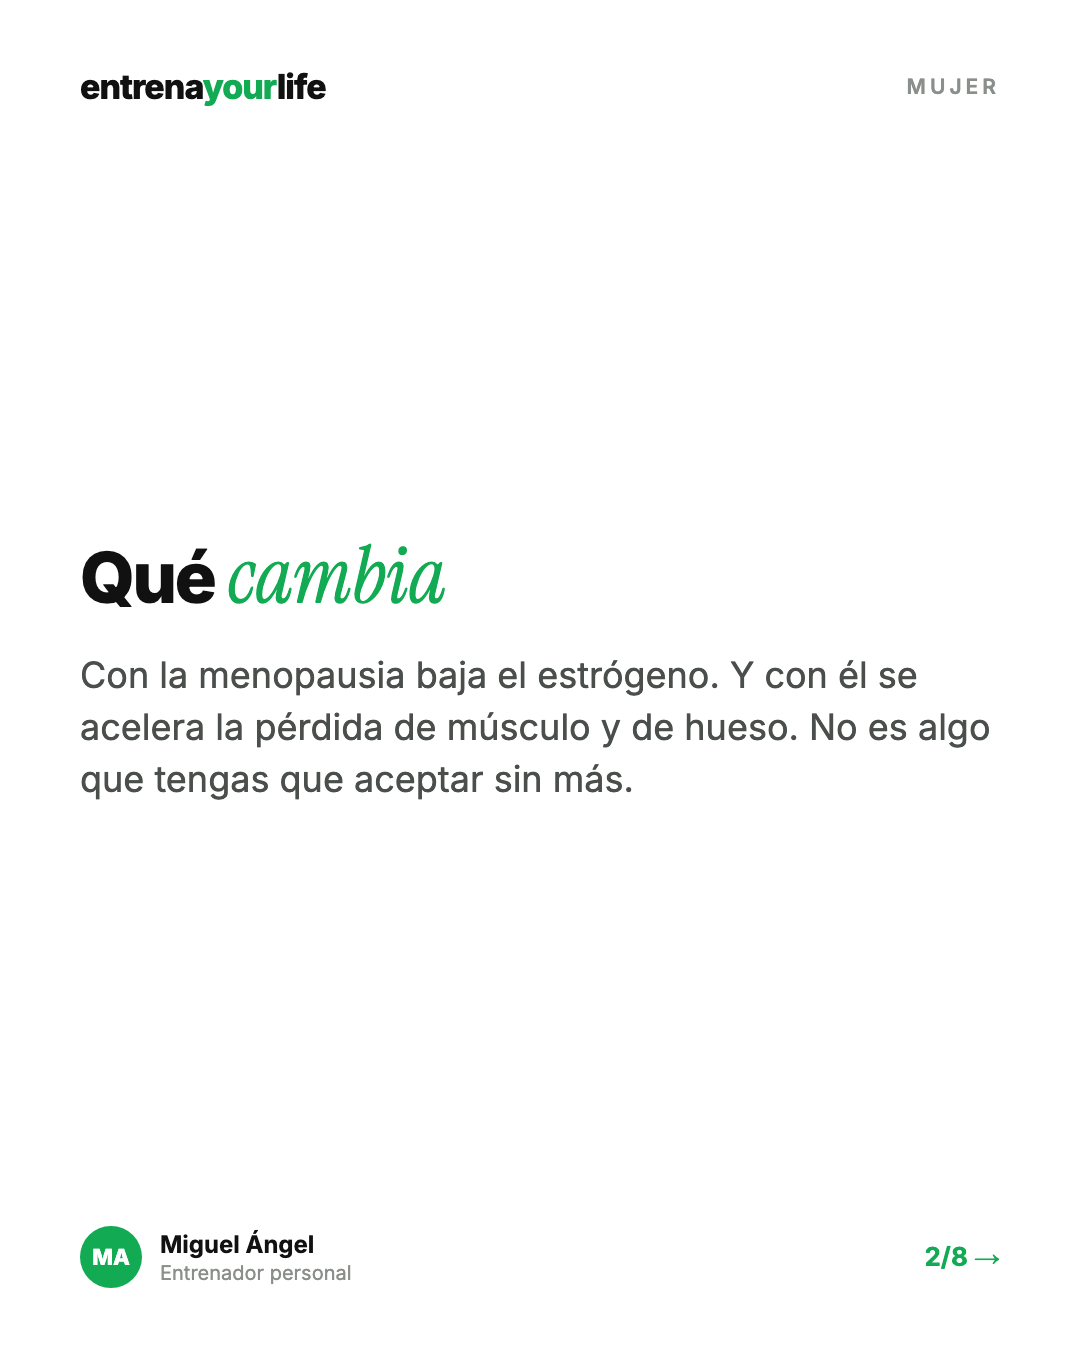 entrenayourlife
MUJER
Qué cambia
Con la menopausia baja el estrógeno. Y con él se
acelera la pérdida de músculo y de hueso. No es algo
que tengas que aceptar sin más.
MA
Miguel Ángel
Entrenador personal
2/8 →